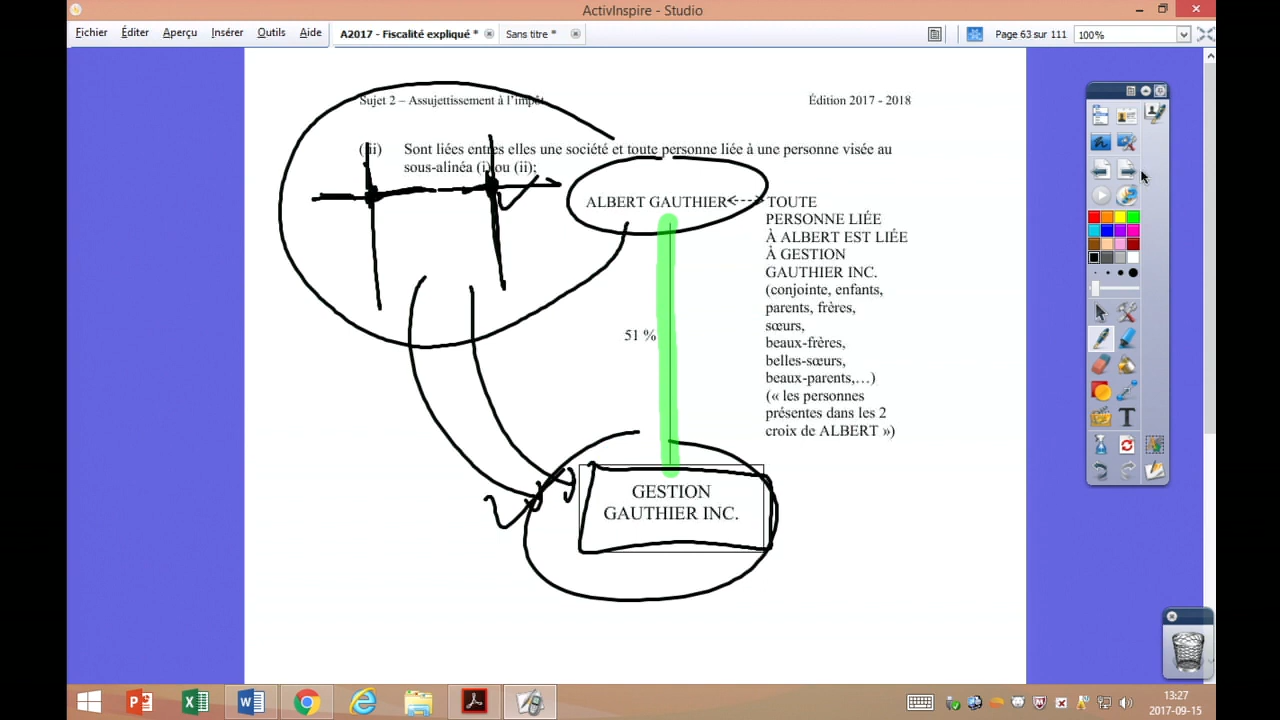 ActivInspire - Studio
Fichier Éditer Aperçu Insérer Outils Aide
A2017 - Fiscalité expliqué * Sans titre *
Page 63 sur 111 100%
Sujet 2 – Assujettissement à l'impôt Édition 2017 - 2018
Sont liées entres elles une société et toute personne liée à une personne visée au
sous-alinéa (i) ou (ii);
ALBERT GAUTHIER
TOUTE
PERSONNE LIÉE
À ALBERT EST LIÉE
À GESTION
GAUTHIER INC.
(conjointe, enfants,
parents, frères,
sœurs,
beaux-frères,
belles-sœurs,
beaux-parents,…)
(« les personnes
présentes dans les 2
croix de ALBERT »)
51 %
GESTION
GAUTHIER INC.
13:27
2017-09-15